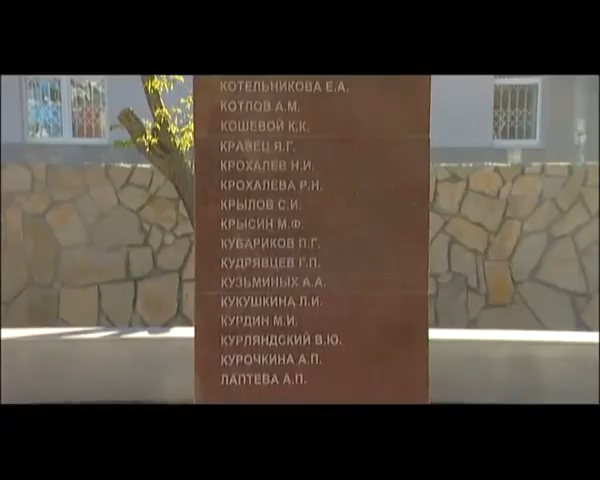 КОТЕЛЬНИКОВА Е.А.
КОТЛОВ А.М.
КОШЕВОЙ К.К.
КРАВЕЦ Я.Г.
КРОХАЛЕВ Н.И.
КРОХАЛЕВА Р.Н.
КРЫЛОВ С.И.
КРЫСИН М.Ф.
КУБАРИКОВ П.Г.
КУДРЯВЦЕВ Г.П.
КУЗЬМИНЫХ А.А.
КУКУШКИНА Л.И.
КУРДИН М.И.
КУРЛЯНДСКИЙ В.Ю.
КУРОЧКИНА А.П.
ЛАПТЕВА А.П.